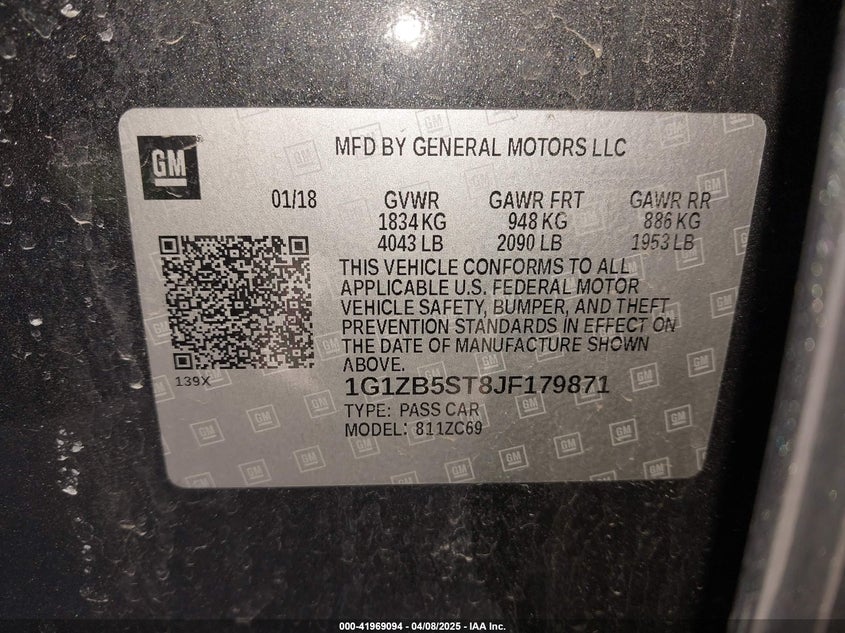 GM
MFD BY GENERAL MOTORS LLC
01/18 GVWR GAWR FRT GAWR RR
1834 KG 948 KG 886 KG
4043 LB 2090 LB 1953 LB
THIS VEHICLE CONFORMS TO ALL
APPLICABLE U.S. FEDERAL MOTOR
VEHICLE SAFETY, BUMPER, AND THEFT
PREVENTION STANDARDS IN EFFECT ON
THE DATE OF MANUFACTURE SHOWN
ABOVE.
139X
1G1ZB5ST8JF179871
TYPE: PASS CAR
MODEL: 811ZC69
000-41969094 - 04/08/2025 - IAA Inc.